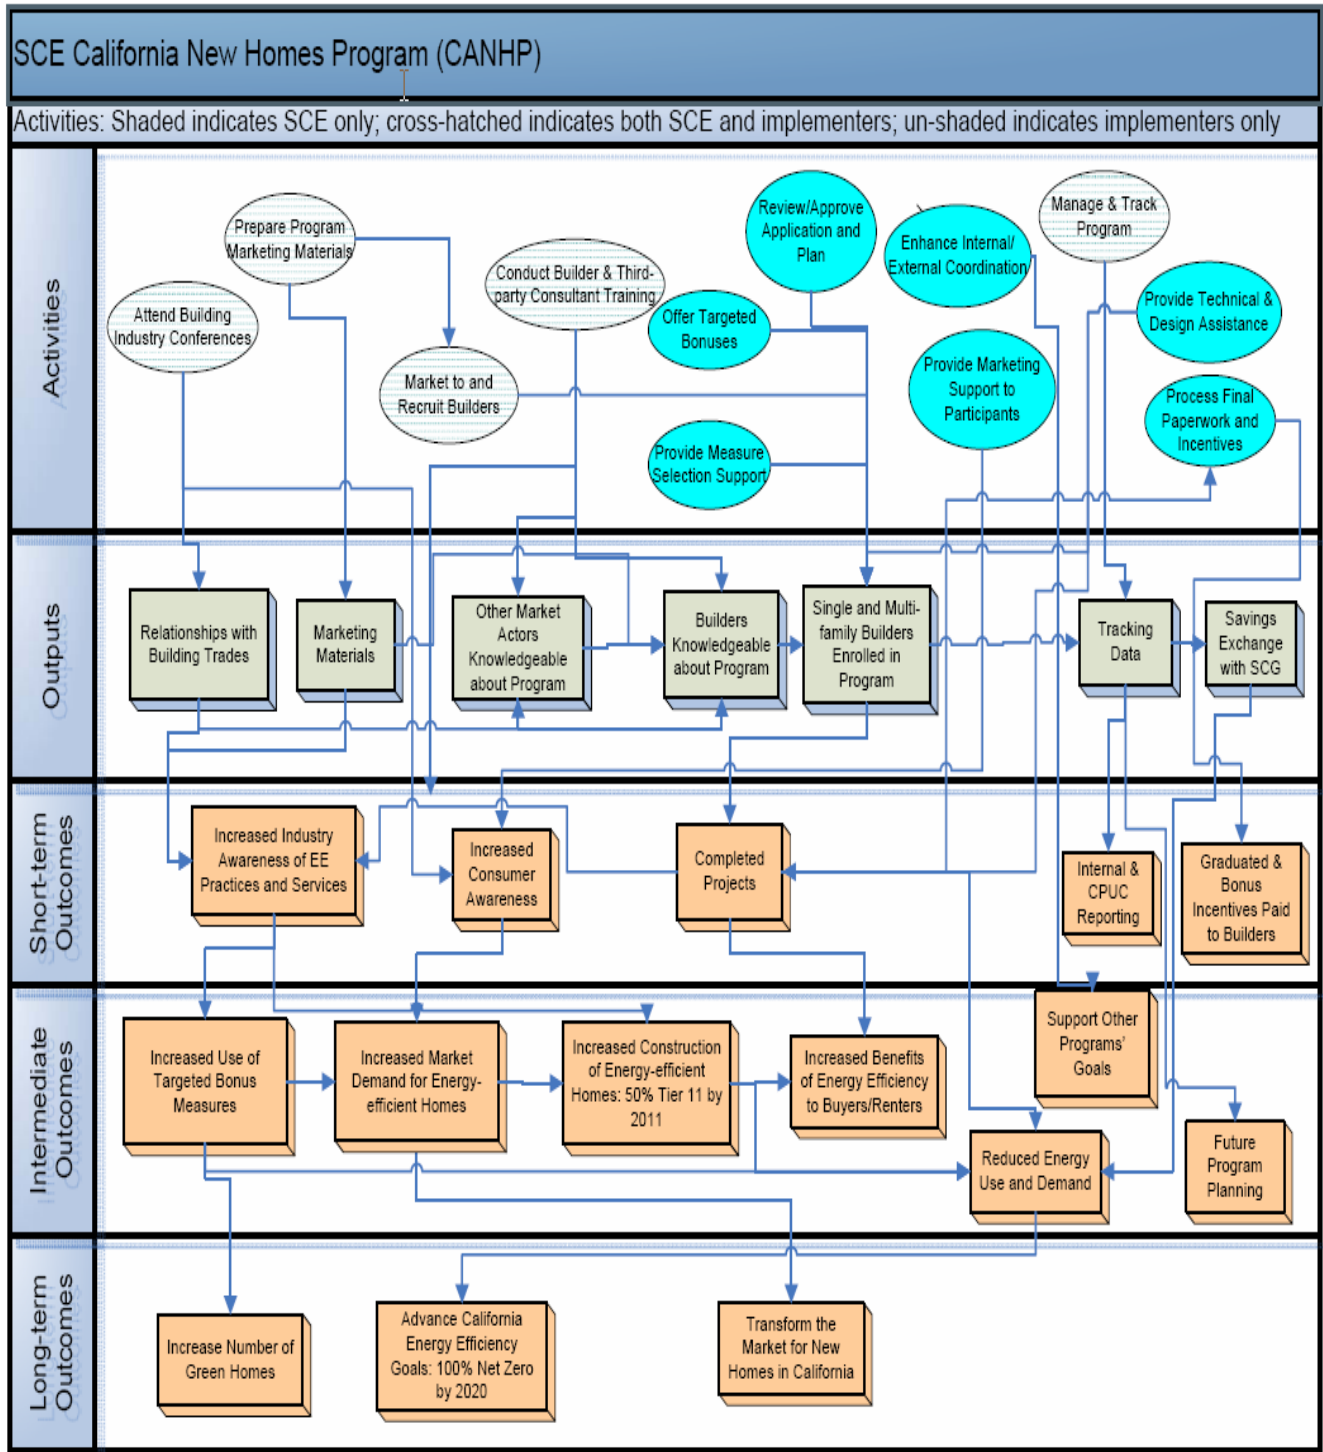 SCE California New Homes Program (CANHP)
Activities: Shaded indicates SCE only; cross-hatched indicates both SCE and implementers; un-shaded indicates implementers only
Activities
Prepare Program
Marketing Materials
Attend Building
Industry Conferences
Market to and
Recruit Builders
Conduct Builder & Third-
party Consultant Training
Offer Targeted
Bonuses
Provide Measure
Selection Support
Review/Approve
Application and
Plan
Enhance Internal/
External Coordination
Provide Marketing
Support to
Participants
Manage & Track
Program
Provide Technical &
Design Assistance
Process Final
Paperwork and
Incentives
Outputs
Relationships with
Building Trades
Marketing
Materials
Other Market
Actors
Knowledgeable
about Program
Builders
Knowledgeable
about Program
Single and Multi-
family Builders
Enrolled in
Program
Tracking
Data
Savings
Exchange
with SCG
Short-term
Outcomes
Increased Industry
Awareness of EE
Practices and Services
Increased
Consumer
Awareness
Completed
Projects
Internal &
CPUC
Reporting
Graduated &
Bonus
Incentives Paid
to Builders
Intermediate
Outcomes
Increased Use of
Targeted Bonus
Measures
Increased Market
Demand for Energy-
efficient Homes
Increased Construction
of Energy-efficient
Homes: 50% Tier 11 by
2011
Increased Benefits
of Energy Efficiency
to Buyers/Renters
Support Other
Programs'
Goals
Reduced Energy
Use and Demand
Future
Program
Planning
Long-term
Outcomes
Increase Number of
Green Homes
Advance California
Energy Efficiency
Goals: 100% Net Zero
by 2020
Transform the
Market for New
Homes in California